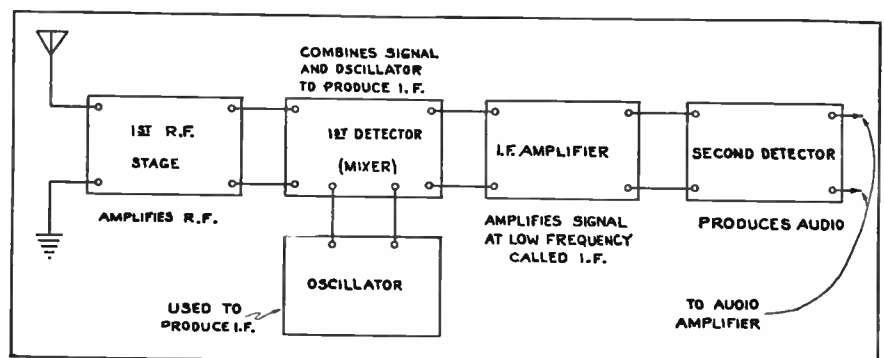 COMBINES SIGNAL
AND OSCILLATOR
TO PRODUCE I.F.
1ST R.F.
STAGE
1ST DETECTOR
(MIXER)
I.F. AMPLIFIER
SECOND DETECTOR
AMPLIFIES R.F.
AMPLIFIES SIGNAL
AT LOW FREQUENCY
CALLED I.F.
PRODUCES AUDIO
OSCILLATOR
USED TO
PRODUCE I.F.
TO AUDIO
AMPLIFIER